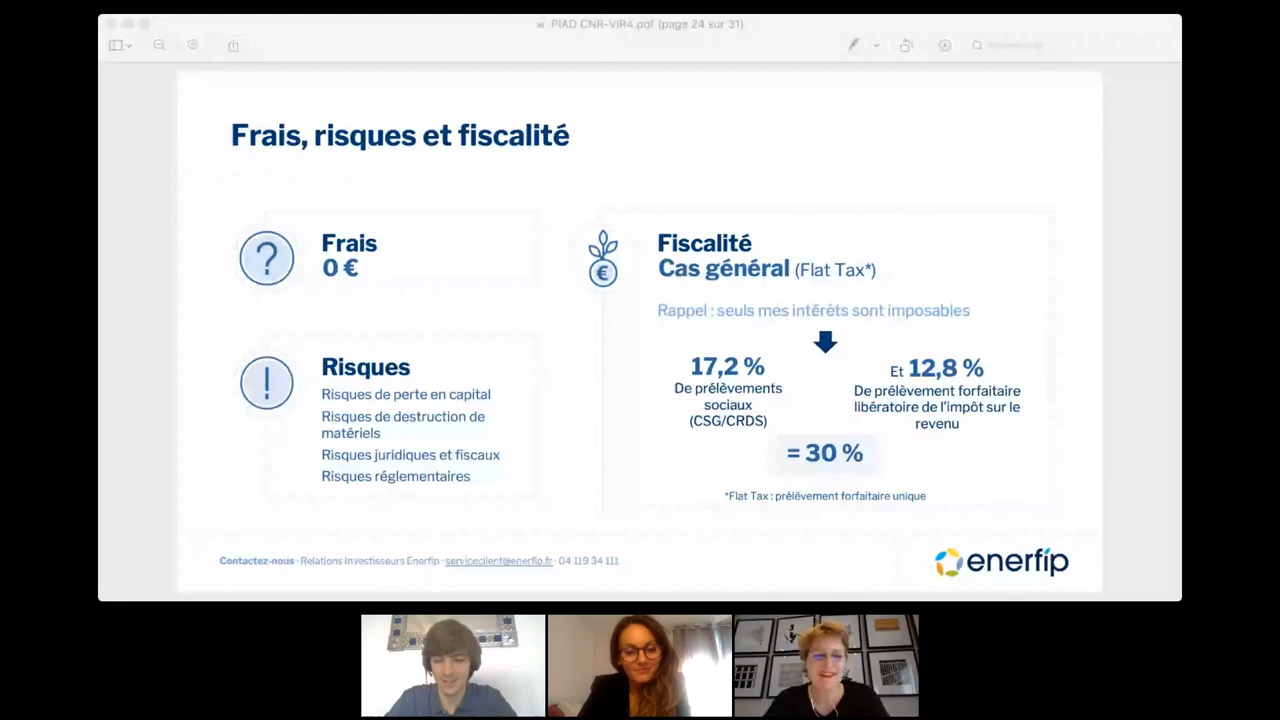 PIAD CNR-VIR4.pdf (page 24 sur 31)
Frais, risques et fiscalité
Frais
0 €
Risques
Risques de perte en capital
Risques de destruction de
matériels
Risques juridiques et fiscaux
Risques réglementaires
Fiscalité
Cas général (Flat Tax*)
Rappel : seuls mes intérêts sont imposables
17,2 %
De prélèvements
sociaux
(CSG/CRDS)
Et 12,8 %
De prélèvement forfaitaire
libératoire de l'impôt sur le
revenu
= 30 %
*Flat Tax : prélèvement forfaitaire unique
Contactez-nous - Relations Investisseurs Enerfip - serviceclient@enerfip.fr - 04 119 34 111
enerfip